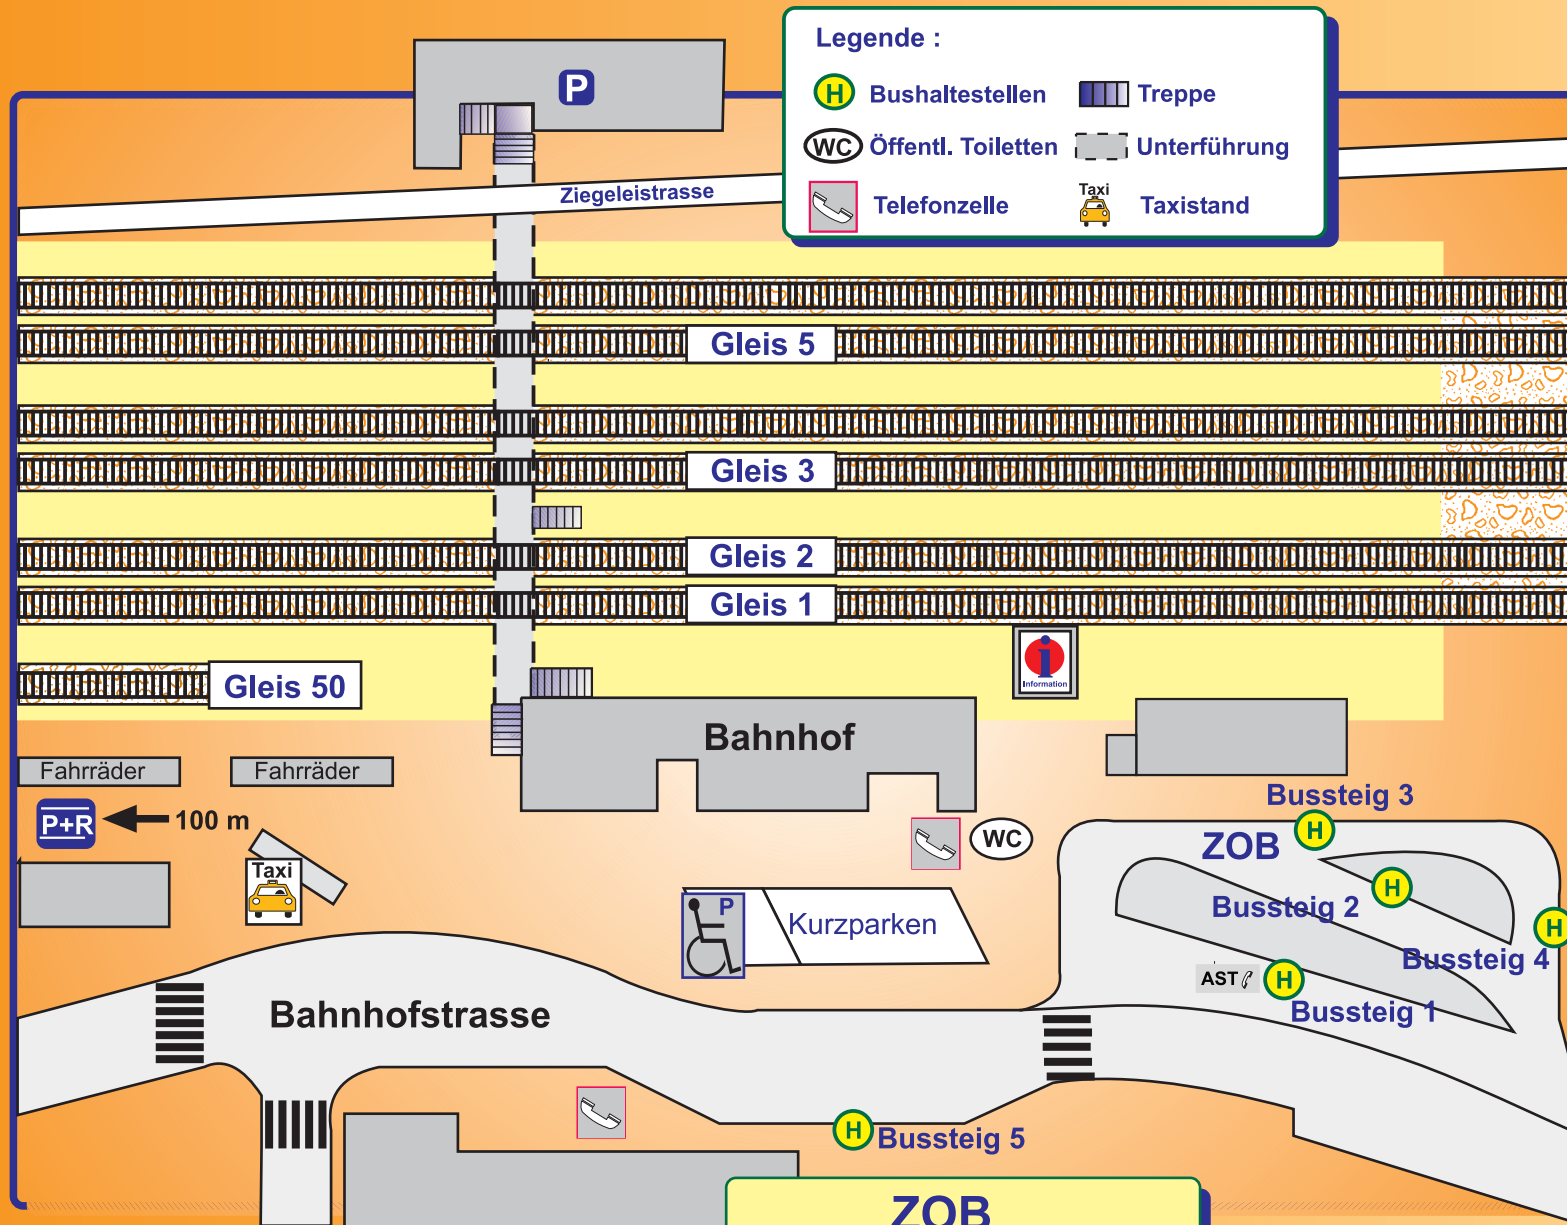 Legende :
H Bushaltestellen
Treppe
WC Öffentl. Toiletten
Unterführung
Telefonzelle
Taxi
Taxistand
P
Ziegeleistrasse
Gleis 5
Gleis 3
Gleis 2
Gleis 1
i
Information
Gleis 50
Bahnhof
Fahrräder
Fahrräder
P+R
100 m
Bussteig 3
H
ZOB
WC
Taxi
H
Bussteig 2
P
Kurzparken
H
Bussteig 4
AST
H
Bussteig 1
Bahnhofstrasse
H
Bussteig 5
ZOB